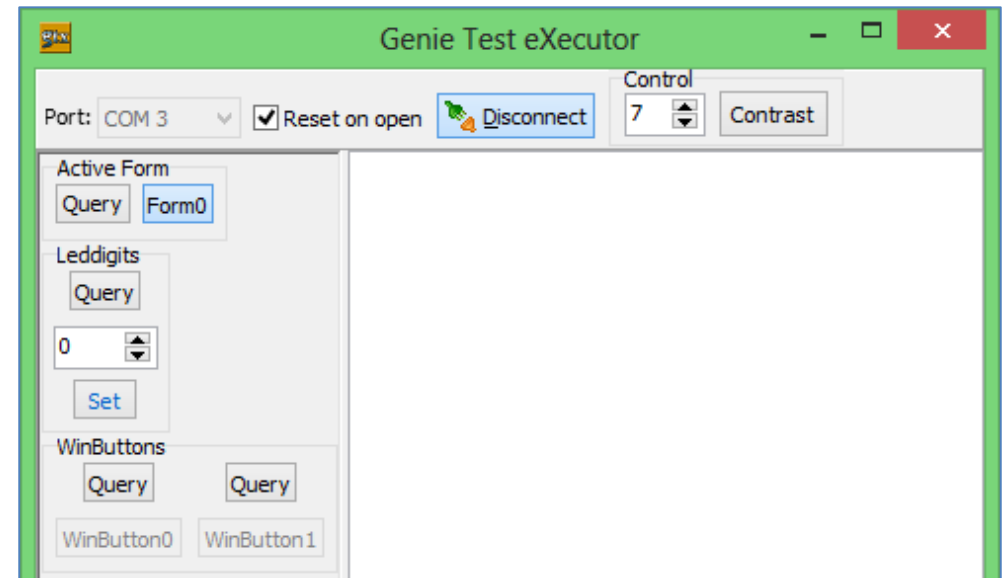 Genie Test eXecutor
Control
Port: COM 3 Reset on open Disconnect 7 Contrast
Active Form
Query Form0
Leddigits
Query
0
Set
WinButtons
Query Query
WinButton0 WinButton1